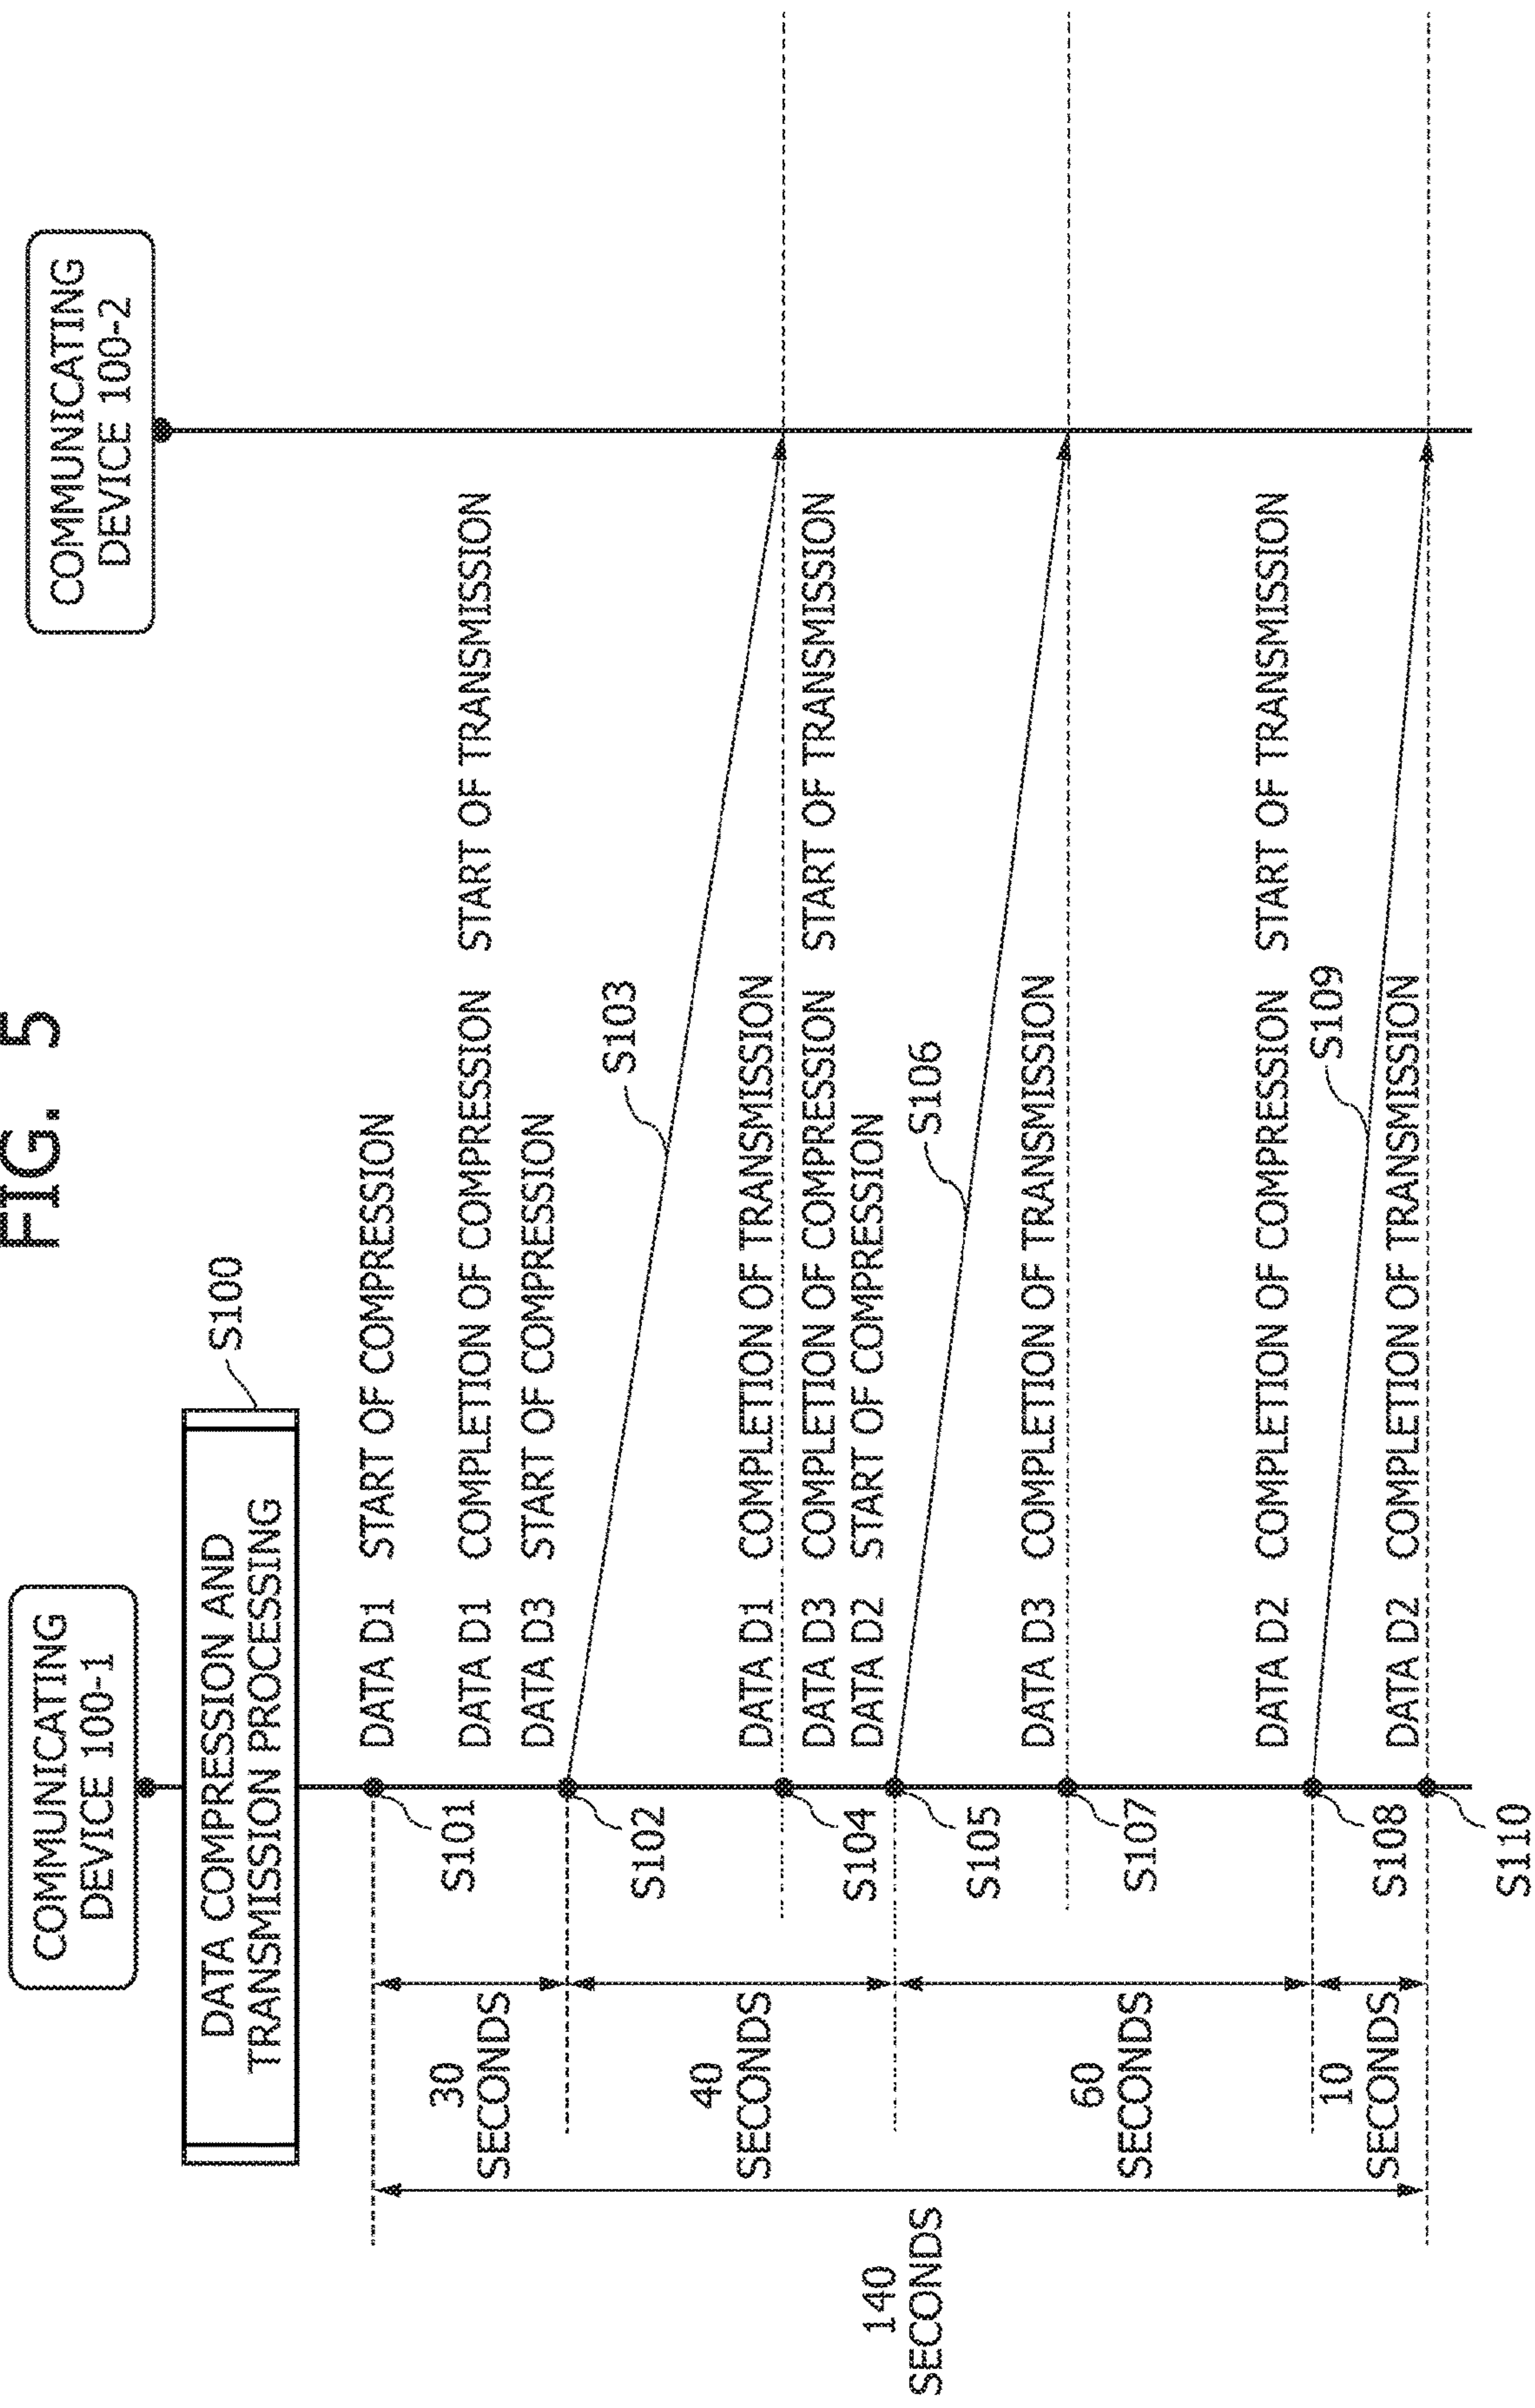 FIG. 5
COMMUNICATING
DEVICE 100-1
COMMUNICATING
DEVICE 100-2
DATA COMPRESSION AND
TRANSMISSION PROCESSING
S100
DATA D1 START OF COMPRESSION
S101
30
SECONDS
DATA D1 COMPLETION OF COMPRESSION START OF TRANSMISSION
DATA D3 START OF COMPRESSION
S102
S103
40
SECONDS
DATA D1 COMPLETION OF TRANSMISSION
S104
DATA D3 COMPLETION OF COMPRESSION START OF TRANSMISSION
DATA D2 START OF COMPRESSION
S105
S106
140
SECONDS
DATA D3 COMPLETION OF TRANSMISSION
S107
60
SECONDS
DATA D2 COMPLETION OF COMPRESSION START OF TRANSMISSION
S108
S109
10
SECONDS
DATA D2 COMPLETION OF TRANSMISSION
S110